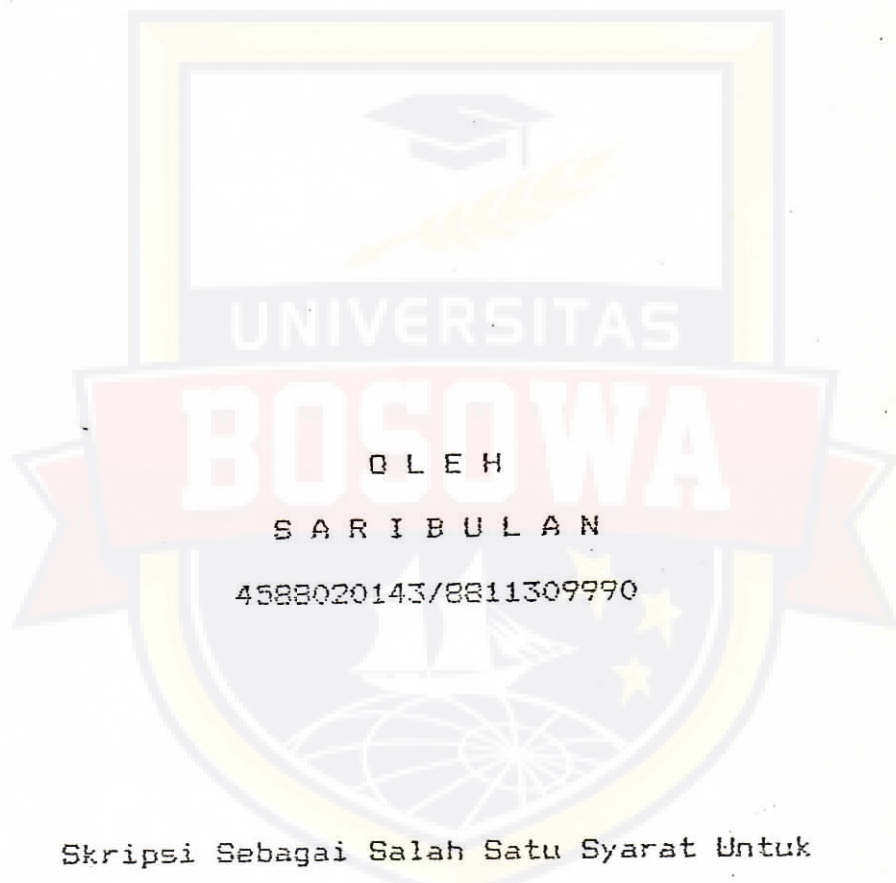 UNIVERSITAS
BOSOWA
O L E H
S A R I B U L A N
4588020143/8811309990
Skripsi Sebagai Salah Satu Syarat Untuk